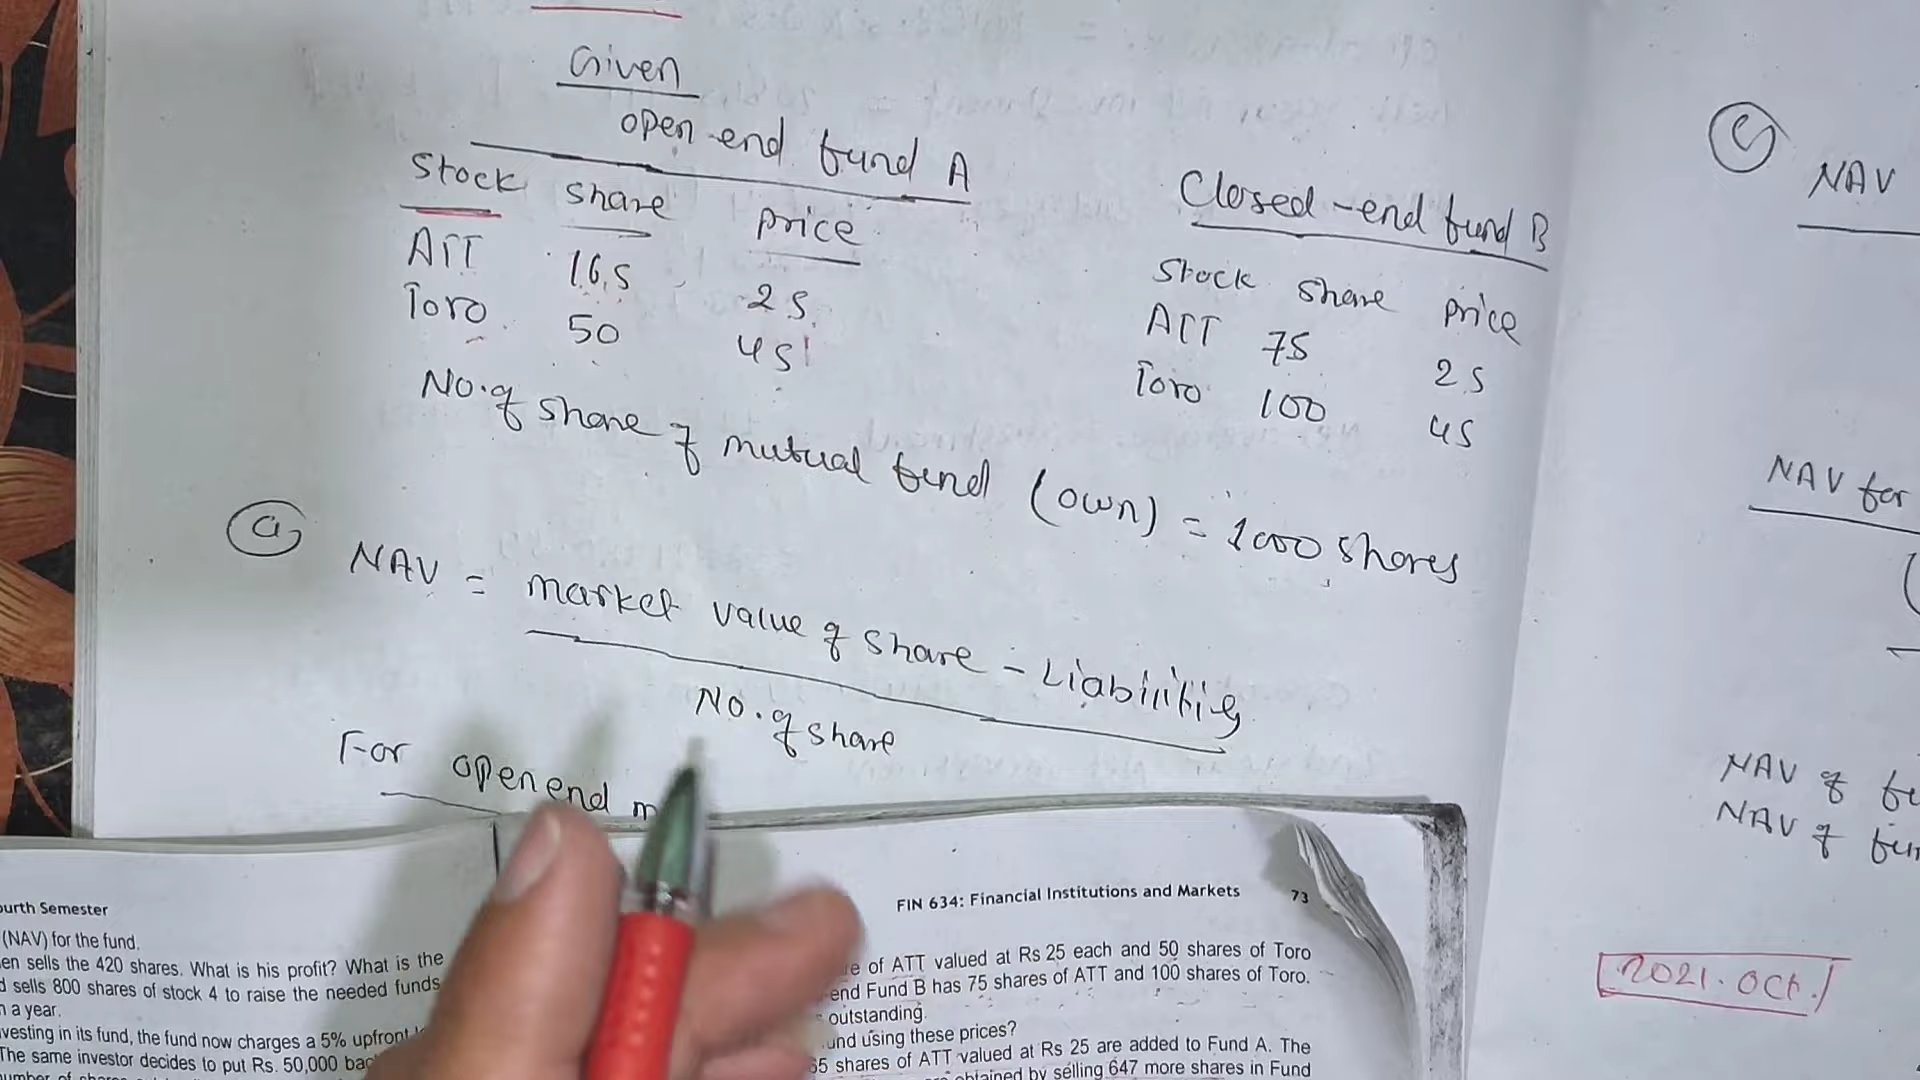 Given
open-end fund A
Stock Share Price
ATT 165 25
Toro 50 45
Closed-end fund B
Stock Share Price
ATT 75 25
Toro 100 45
No. of Share of mutual fund (own) = 1000 shares
(a) NAV = market value of Share - Liabilities
No. of Share
For open end
(c)
NAV
NAV for
NAV of
NAV of
2021. Oct.
Semester
(NAV) for the fund.
sells the 420 shares. What is his profit? What is the
sells 800 shares of stock 4 to raise the needed funds
a year.
in its fund, the fund now charges a 5% upfront
The same investor decides to put Rs. 50,000
FIN 634: Financial Institutions and Markets 73
of ATT valued at Rs 25 each and 50 shares of Toro
end Fund B has 75 shares of ATT and 100 shares of Toro.
outstanding.
using these prices?
shares of ATT valued at Rs 25 are added to Fund A. The
obtained by selling 647 more shares in Fund